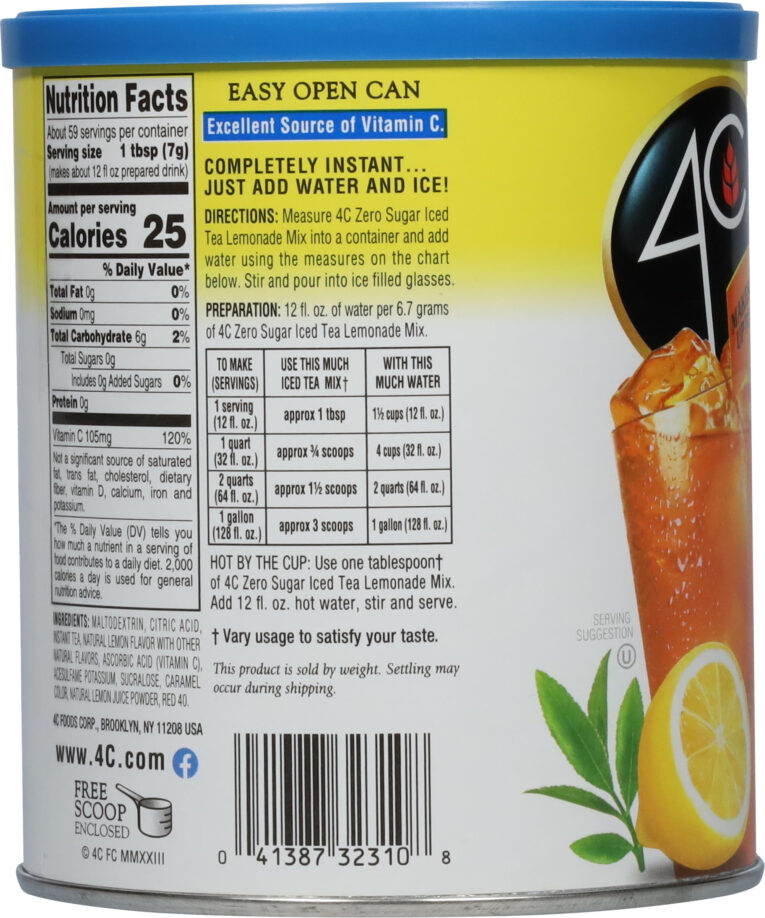 Nutrition Facts
About 59 servings per container
Serving size 1 tbsp (7g)
(makes about 12 fl oz prepared drink)
Amount per serving
Calories 25
% Daily Value*
Total Fat 0g 0%
Sodium 0mg 0%
Total Carbohydrate 6g 2%
Total Sugars 0g
Includes 0g Added Sugars 0%
Protein 0g
Vitamin C 105mg 120%
Not a significant source of saturated
fat, trans fat, cholesterol, dietary
fiber, vitamin D, calcium, iron and
potassium.
*The % Daily Value (DV) tells you
how much a nutrient in a serving of
food contributes to a daily diet. 2,000
calories a day is used for general
nutrition advice.
INGREDIENTS: MALTODEXTRIN, CITRIC ACID,
INSTANT TEA, NATURAL LEMON FLAVOR WITH OTHER
NATURAL FLAVORS, ASCORBIC ACID (VITAMIN C),
ACESULFAME POTASSIUM, SUCRALOSE, CARAMEL
COLOR, NATURAL LEMON JUICE POWDER, RED 40.
4C FOODS CORP., BROOKLYN, NY 11208 USA
www.4C.com f
FREE
SCOOP
ENCLOSED
© 4C FC MMXXIII
EASY OPEN CAN
Excellent Source of Vitamin C.
COMPLETELY INSTANT...
JUST ADD WATER AND ICE!
DIRECTIONS: Measure 4C Zero Sugar Iced
Tea Lemonade Mix into a container and add
water using the measures on the chart
below. Stir and pour into ice filled glasses.
PREPARATION: 12 fl. oz. of water per 6.7 grams
of 4C Zero Sugar Iced Tea Lemonade Mix.
TO MAKE USE THIS MUCH WITH THIS
(SERVINGS) ICED TEA MIX† MUCH WATER
1 serving
(12 fl. oz.) approx 1 tbsp 1½ cups (12 fl. oz.)
1 quart
(32 fl. oz.) approx ¾ scoops 4 cups (32 fl. oz.)
2 quarts
(64 fl. oz.) approx 1½ scoops 2 quarts (64 fl. oz.)
1 gallon
(128 fl. oz.) approx 3 scoops 1 gallon (128 fl. oz.)
HOT BY THE CUP: Use one tablespoon†
of 4C Zero Sugar Iced Tea Lemonade Mix.
Add 12 fl. oz. hot water, stir and serve.
† Vary usage to satisfy your taste.
This product is sold by weight. Settling may
occur during shipping.
0 41387 32310 8
4C
SERVING
SUGGESTION
U